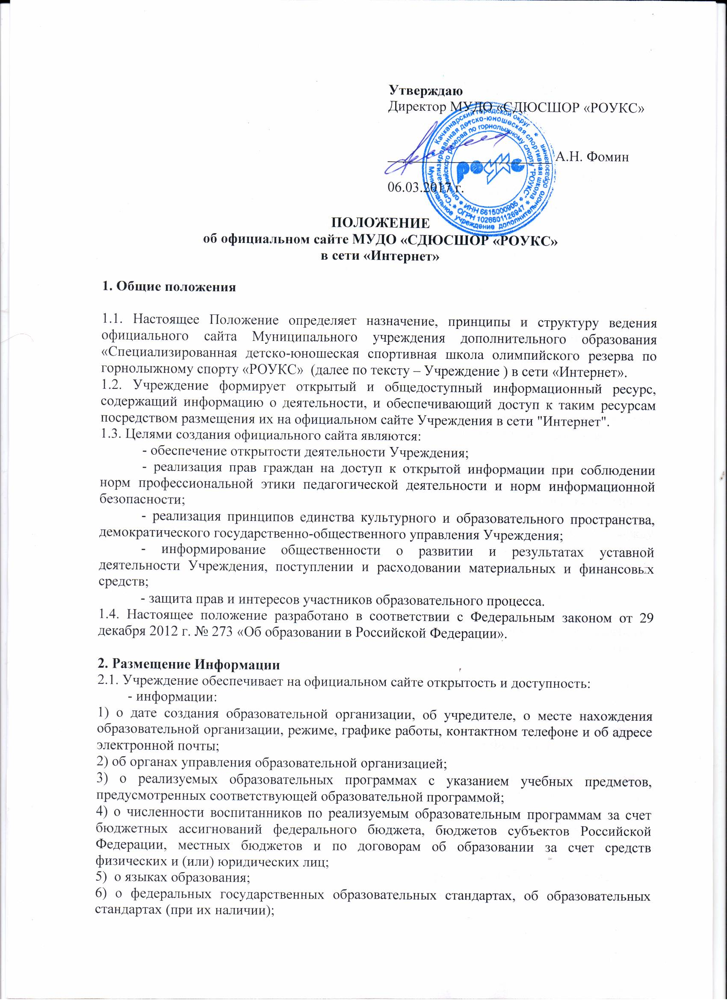 Утверждаю
Директор МУДО «СДЮСШОР «РОУКС»
А.Н. Фомин
06.03.2017 г.
Качканарский городской округ * Муниципальное учреждение дополнительного образования
"Специализированная детско-юношеская спортивная школа * ОГРН 1026601126947 *
олимпийского резерва по горнолыжному спорту "РОУКС" * ИНН 6615000905 *
роукс
ПОЛОЖЕНИЕ
об официальном сайте МУДО «СДЮСШОР «РОУКС»
в сети «Интернет»
1. Общие положения
1.1. Настоящее Положение определяет назначение, принципы и структуру ведения
официального сайта Муниципального учреждения дополнительного образования
«Специализированная детско-юношеская спортивная школа олимпийского резерва по
горнолыжному спорту «РОУКС» (далее по тексту – Учреждение ) в сети «Интернет».
1.2. Учреждение формирует открытый и общедоступный информационный ресурс,
содержащий информацию о деятельности, и обеспечивающий доступ к таким ресурсам
посредством размещения их на официальном сайте Учреждения в сети "Интернет".
1.3. Целями создания официального сайта являются:
- обеспечение открытости деятельности Учреждения;
- реализация прав граждан на доступ к открытой информации при соблюдении
норм профессиональной этики педагогической деятельности и норм информационной
безопасности;
- реализация принципов единства культурного и образовательного пространства,
демократического государственно-общественного управления Учреждения;
- информирование общественности о развитии и результатах уставной
деятельности Учреждения, поступлении и расходовании материальных и финансовых
средств;
- защита прав и интересов участников образовательного процесса.
1.4. Настоящее положение разработано в соответствии с Федеральным законом от 29
декабря 2012 г. № 273 «Об образовании в Российской Федерации».
2. Размещение Информации
2.1. Учреждение обеспечивает на официальном сайте открытость и доступность:
- информации:
1) о дате создания образовательной организации, об учредителе, о месте нахождения
образовательной организации, режиме, графике работы, контактном телефоне и об адресе
электронной почты;
2) об органах управления образовательной организацией;
3) о реализуемых образовательных программах с указанием учебных предметов,
предусмотренных соответствующей образовательной программой;
4) о численности воспитанников по реализуемым образовательным программам за счет
бюджетных ассигнований федерального бюджета, бюджетов субъектов Российской
Федерации, местных бюджетов и по договорам об образовании за счет средств
физических и (или) юридических лиц;
5) о языках образования;
6) о федеральных государственных образовательных стандартах, об образовательных
стандартах (при их наличии);